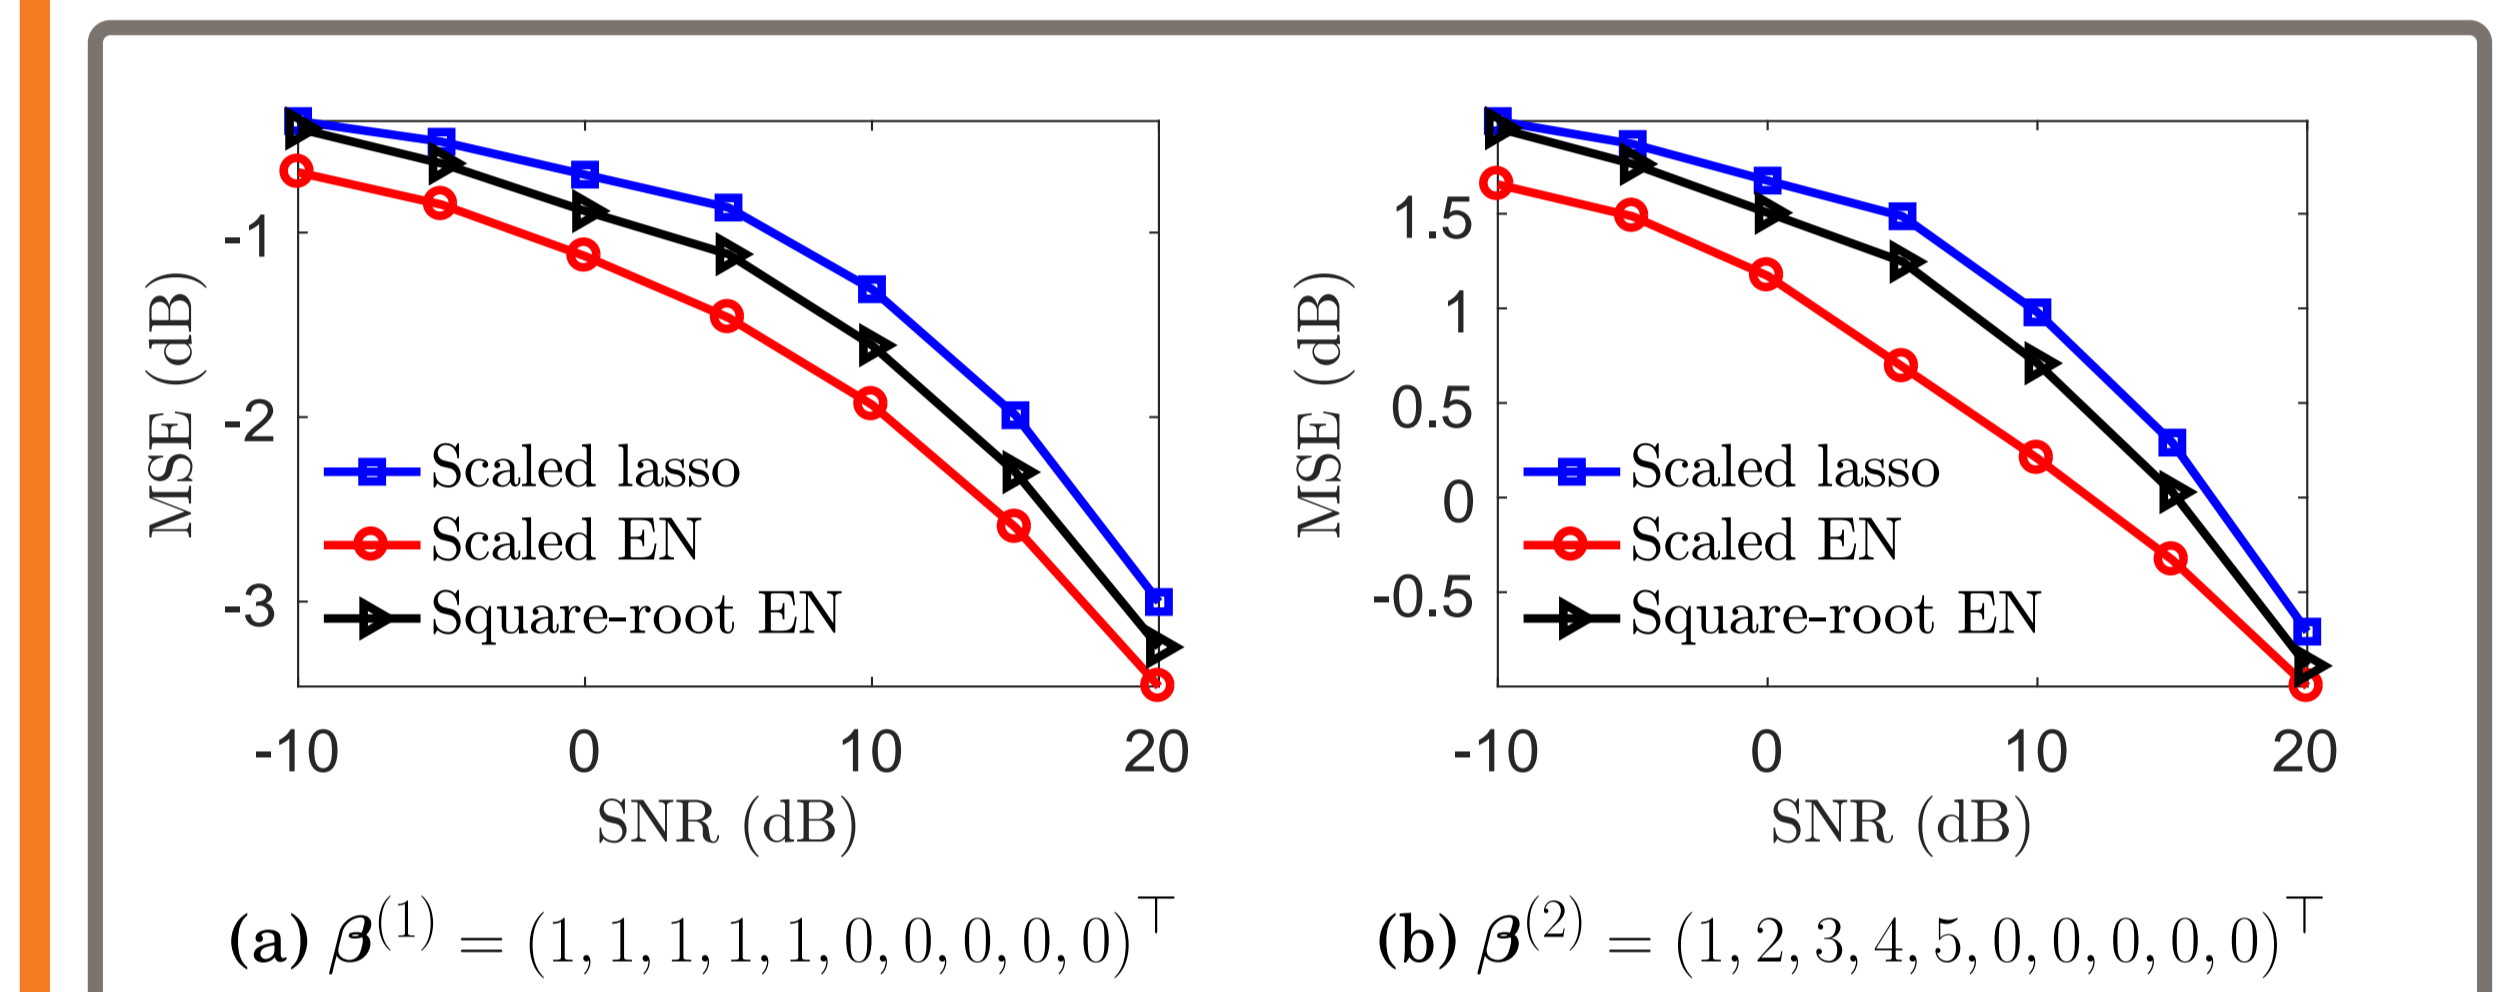 MSE (dB)
-1
-2
-3
Scaled lasso
Scaled EN
Square-root EN
-10 0 10 20
SNR (dB)
(a) 𝜷^(1) = (1, 1, 1, 1, 1, 0, 0, 0, 0, 0)^⊤
MSE (dB)
1.5
1
0.5
0
-0.5
Scaled lasso
Scaled EN
Square-root EN
-10 0 10 20
SNR (dB)
(b) 𝜷^(2) = (1, 2, 3, 4, 5, 0, 0, 0, 0, 0)^⊤